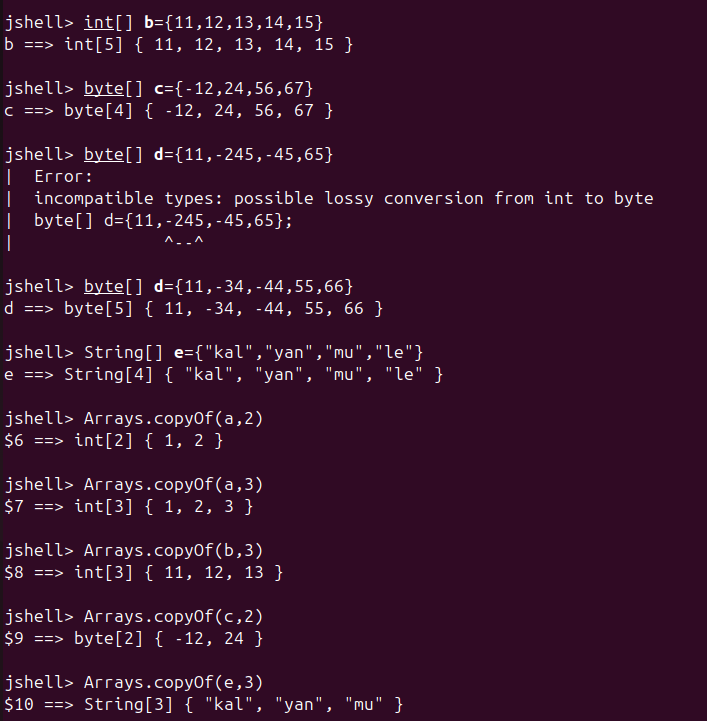 jshell> int[] b={11,12,13,14,15}
b ==> int[5] { 11, 12, 13, 14, 15 }
jshell> byte[] c={-12,24,56,67}
c ==> byte[4] { -12, 24, 56, 67 }
jshell> byte[] d={11,-245,-45,65}
|  Error:
|  incompatible types: possible lossy conversion from int to byte
|  byte[] d={11,-245,-45,65};
|               ^--^
jshell> byte[] d={11,-34,-44,55,66}
d ==> byte[5] { 11, -34, -44, 55, 66 }
jshell> String[] e={"kal","yan","mu","le"}
e ==> String[4] { "kal", "yan", "mu", "le" }
jshell> Arrays.copyOf(a,2)
$6 ==> int[2] { 1, 2 }
jshell> Arrays.copyOf(a,3)
$7 ==> int[3] { 1, 2, 3 }
jshell> Arrays.copyOf(b,3)
$8 ==> int[3] { 11, 12, 13 }
jshell> Arrays.copyOf(c,2)
$9 ==> byte[2] { -12, 24 }
jshell> Arrays.copyOf(e,3)
$10 ==> String[3] { "kal", "yan", "mu" }